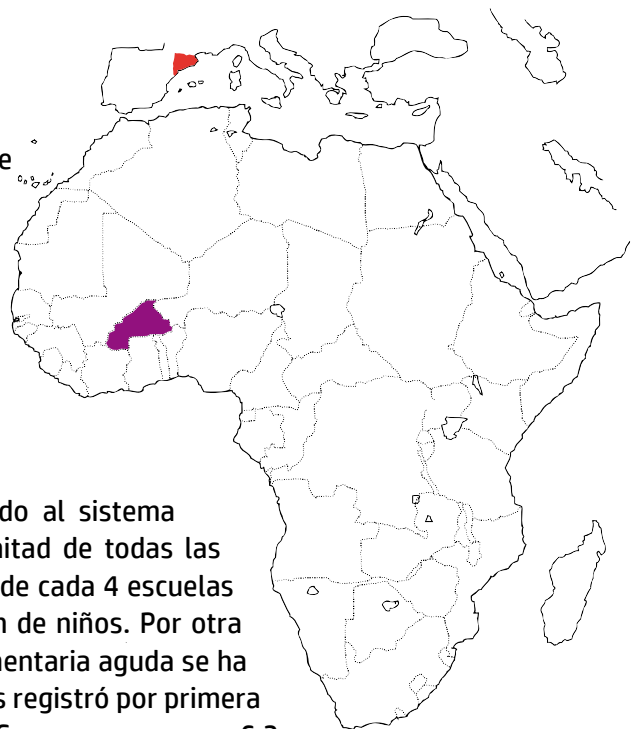 e
do al sistema
nitad de todas las
de cada 4 escuelas
n de niños. Por otra
mentaria aguda se ha
s registró por primera